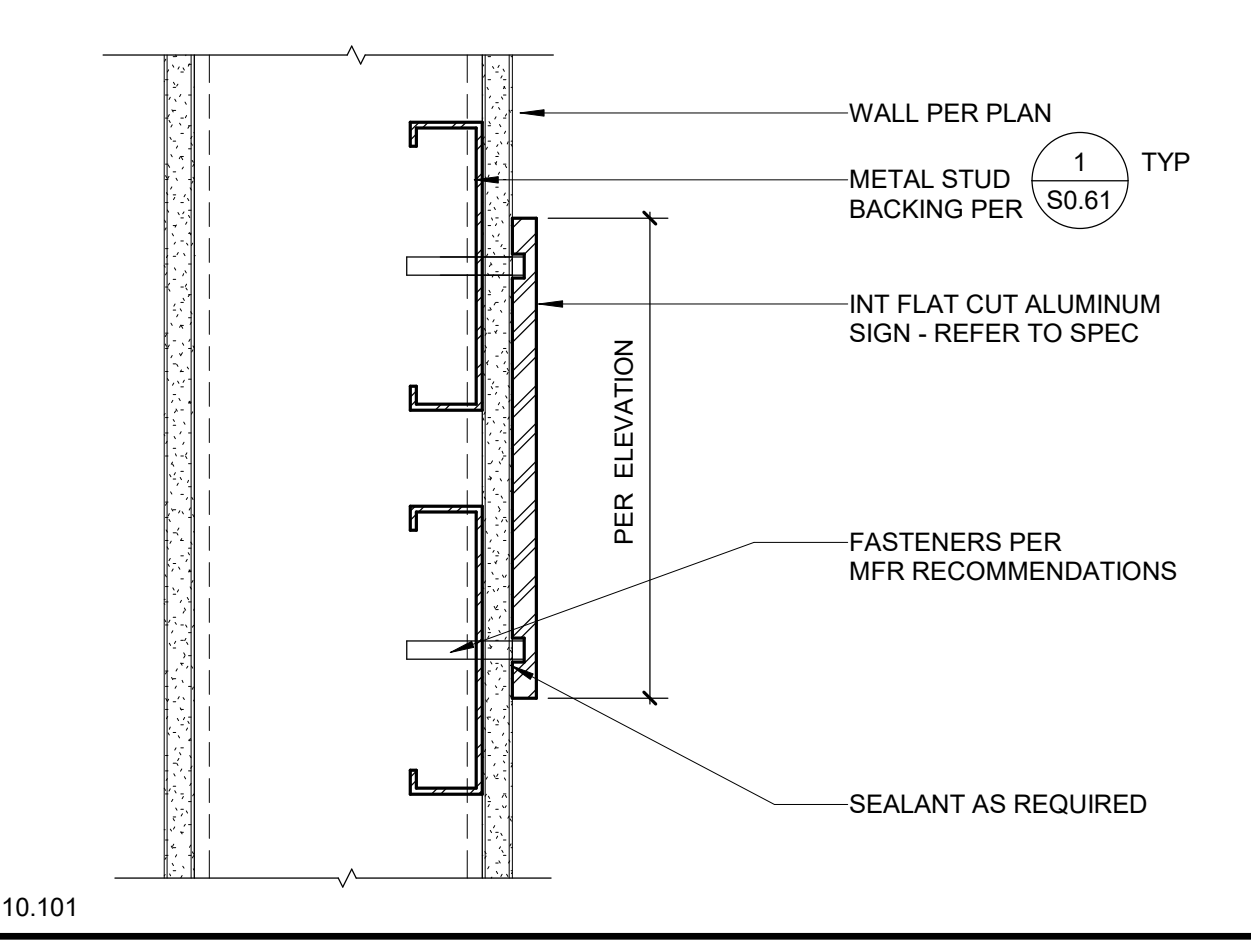 WALL PER PLAN
1
TYP
METAL STUD
BACKING PER
S0.61
INT FLAT CUT ALUMINUM
SIGN - REFER TO SPEC
PER ELEVATION
FASTENERS PER
MFR RECOMMENDATIONS
SEALANT AS REQUIRED
10.101